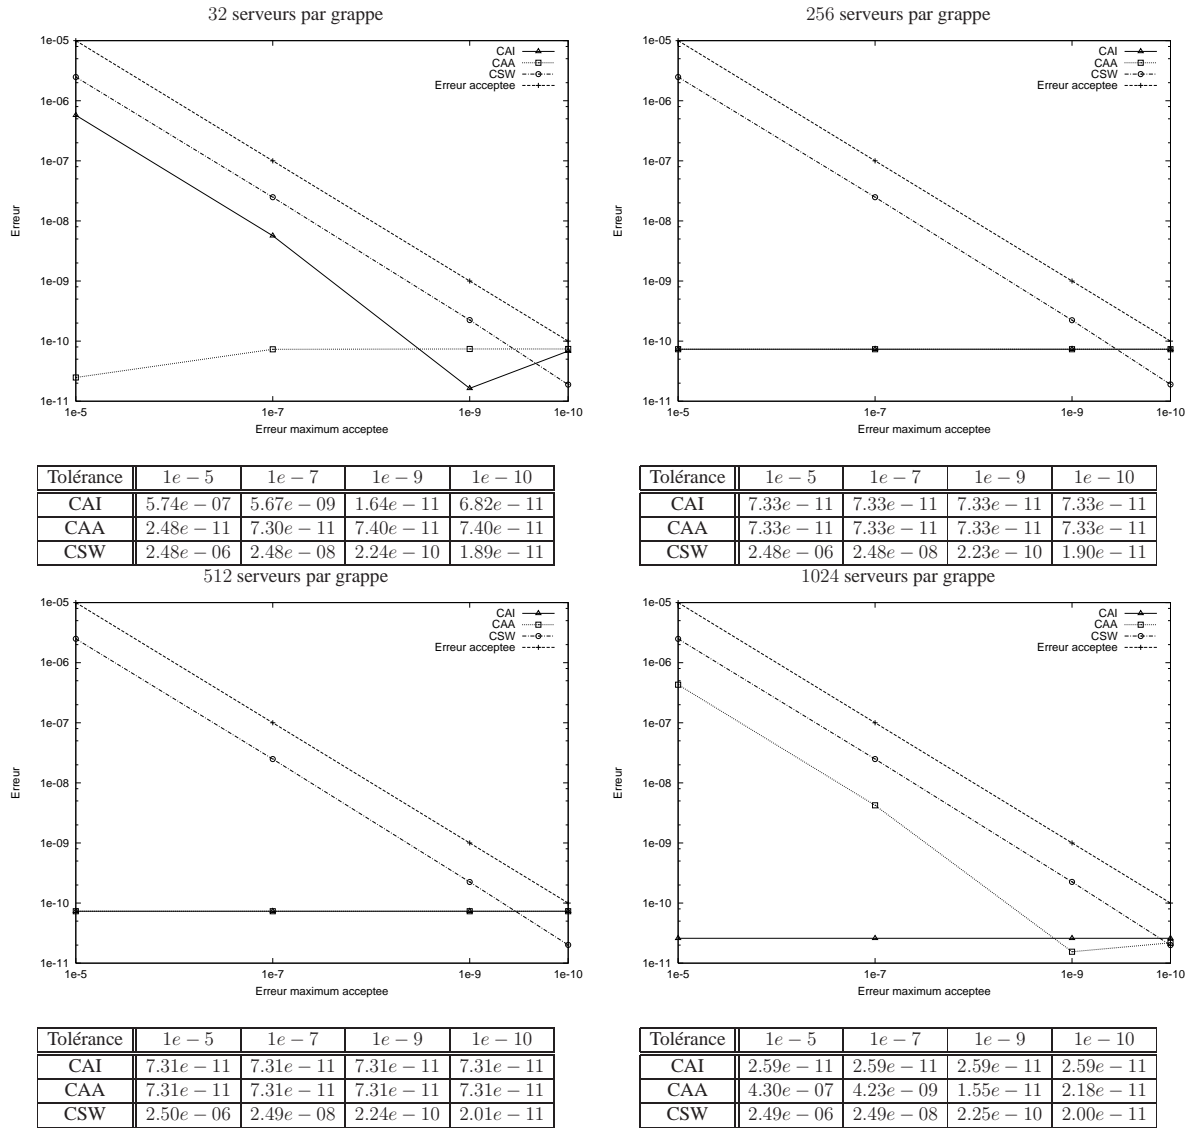 32 serveurs par grappe
1e-05
1e-06
1e-07
1e-08
1e-09
1e-10
1e-11
Erreur
1e-5
1e-7
1e-9
1e-10
Erreur maximum acceptee
CAI
CAA
CSW
Erreur acceptee
256 serveurs par grappe
1e-05
1e-06
1e-07
1e-08
1e-09
1e-10
1e-11
Erreur
1e-5
1e-7
1e-9
1e-10
Erreur maximum acceptee
CAI
CAA
CSW
Erreur acceptee
Tolérance 1e − 5 1e − 7 1e − 9 1e − 10
CAI 5.74e − 07 5.67e − 09 1.64e − 11 6.82e − 11
CAA 2.48e − 11 7.30e − 11 7.40e − 11 7.40e − 11
CSW 2.48e − 06 2.48e − 08 2.24e − 10 1.89e − 11
Tolérance 1e − 5 1e − 7 1e − 9 1e − 10
CAI 7.33e − 11 7.33e − 11 7.33e − 11 7.33e − 11
CAA 7.33e − 11 7.33e − 11 7.33e − 11 7.33e − 11
CSW 2.48e − 06 2.48e − 08 2.23e − 10 1.90e − 11
512 serveurs par grappe
1e-05
1e-06
1e-07
1e-08
1e-09
1e-10
1e-11
Erreur
1e-5
1e-7
1e-9
1e-10
Erreur maximum acceptee
CAI
CAA
CSW
Erreur acceptee
1024 serveurs par grappe
1e-05
1e-06
1e-07
1e-08
1e-09
1e-10
1e-11
Erreur
1e-5
1e-7
1e-9
1e-10
Erreur maximum acceptee
CAI
CAA
CSW
Erreur acceptee
Tolérance 1e − 5 1e − 7 1e − 9 1e − 10
CAI 7.31e − 11 7.31e − 11 7.31e − 11 7.31e − 11
CAA 7.31e − 11 7.31e − 11 7.31e − 11 7.31e − 11
CSW 2.50e − 06 2.49e − 08 2.24e − 10 2.01e − 11
Tolérance 1e − 5 1e − 7 1e − 9 1e − 10
CAI 2.59e − 11 2.59e − 11 2.59e − 11 2.59e − 11
CAA 4.30e − 07 4.23e − 09 1.55e − 11 2.18e − 11
CSW 2.49e − 06 2.49e − 08 2.25e − 10 2.00e − 11